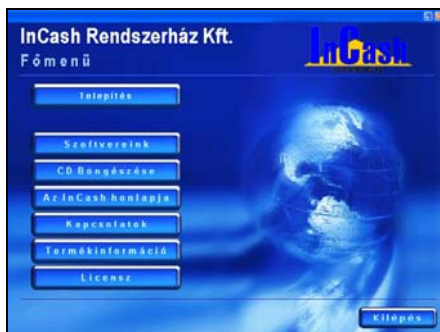 InCash Rendszerház Kft.
Főmenü
InCash
Telepítés
Szoftvereink
CD Böngészése
Az InCash honlapja
Kapcsolatok
Termékinformáció
Licensz
Kilépés